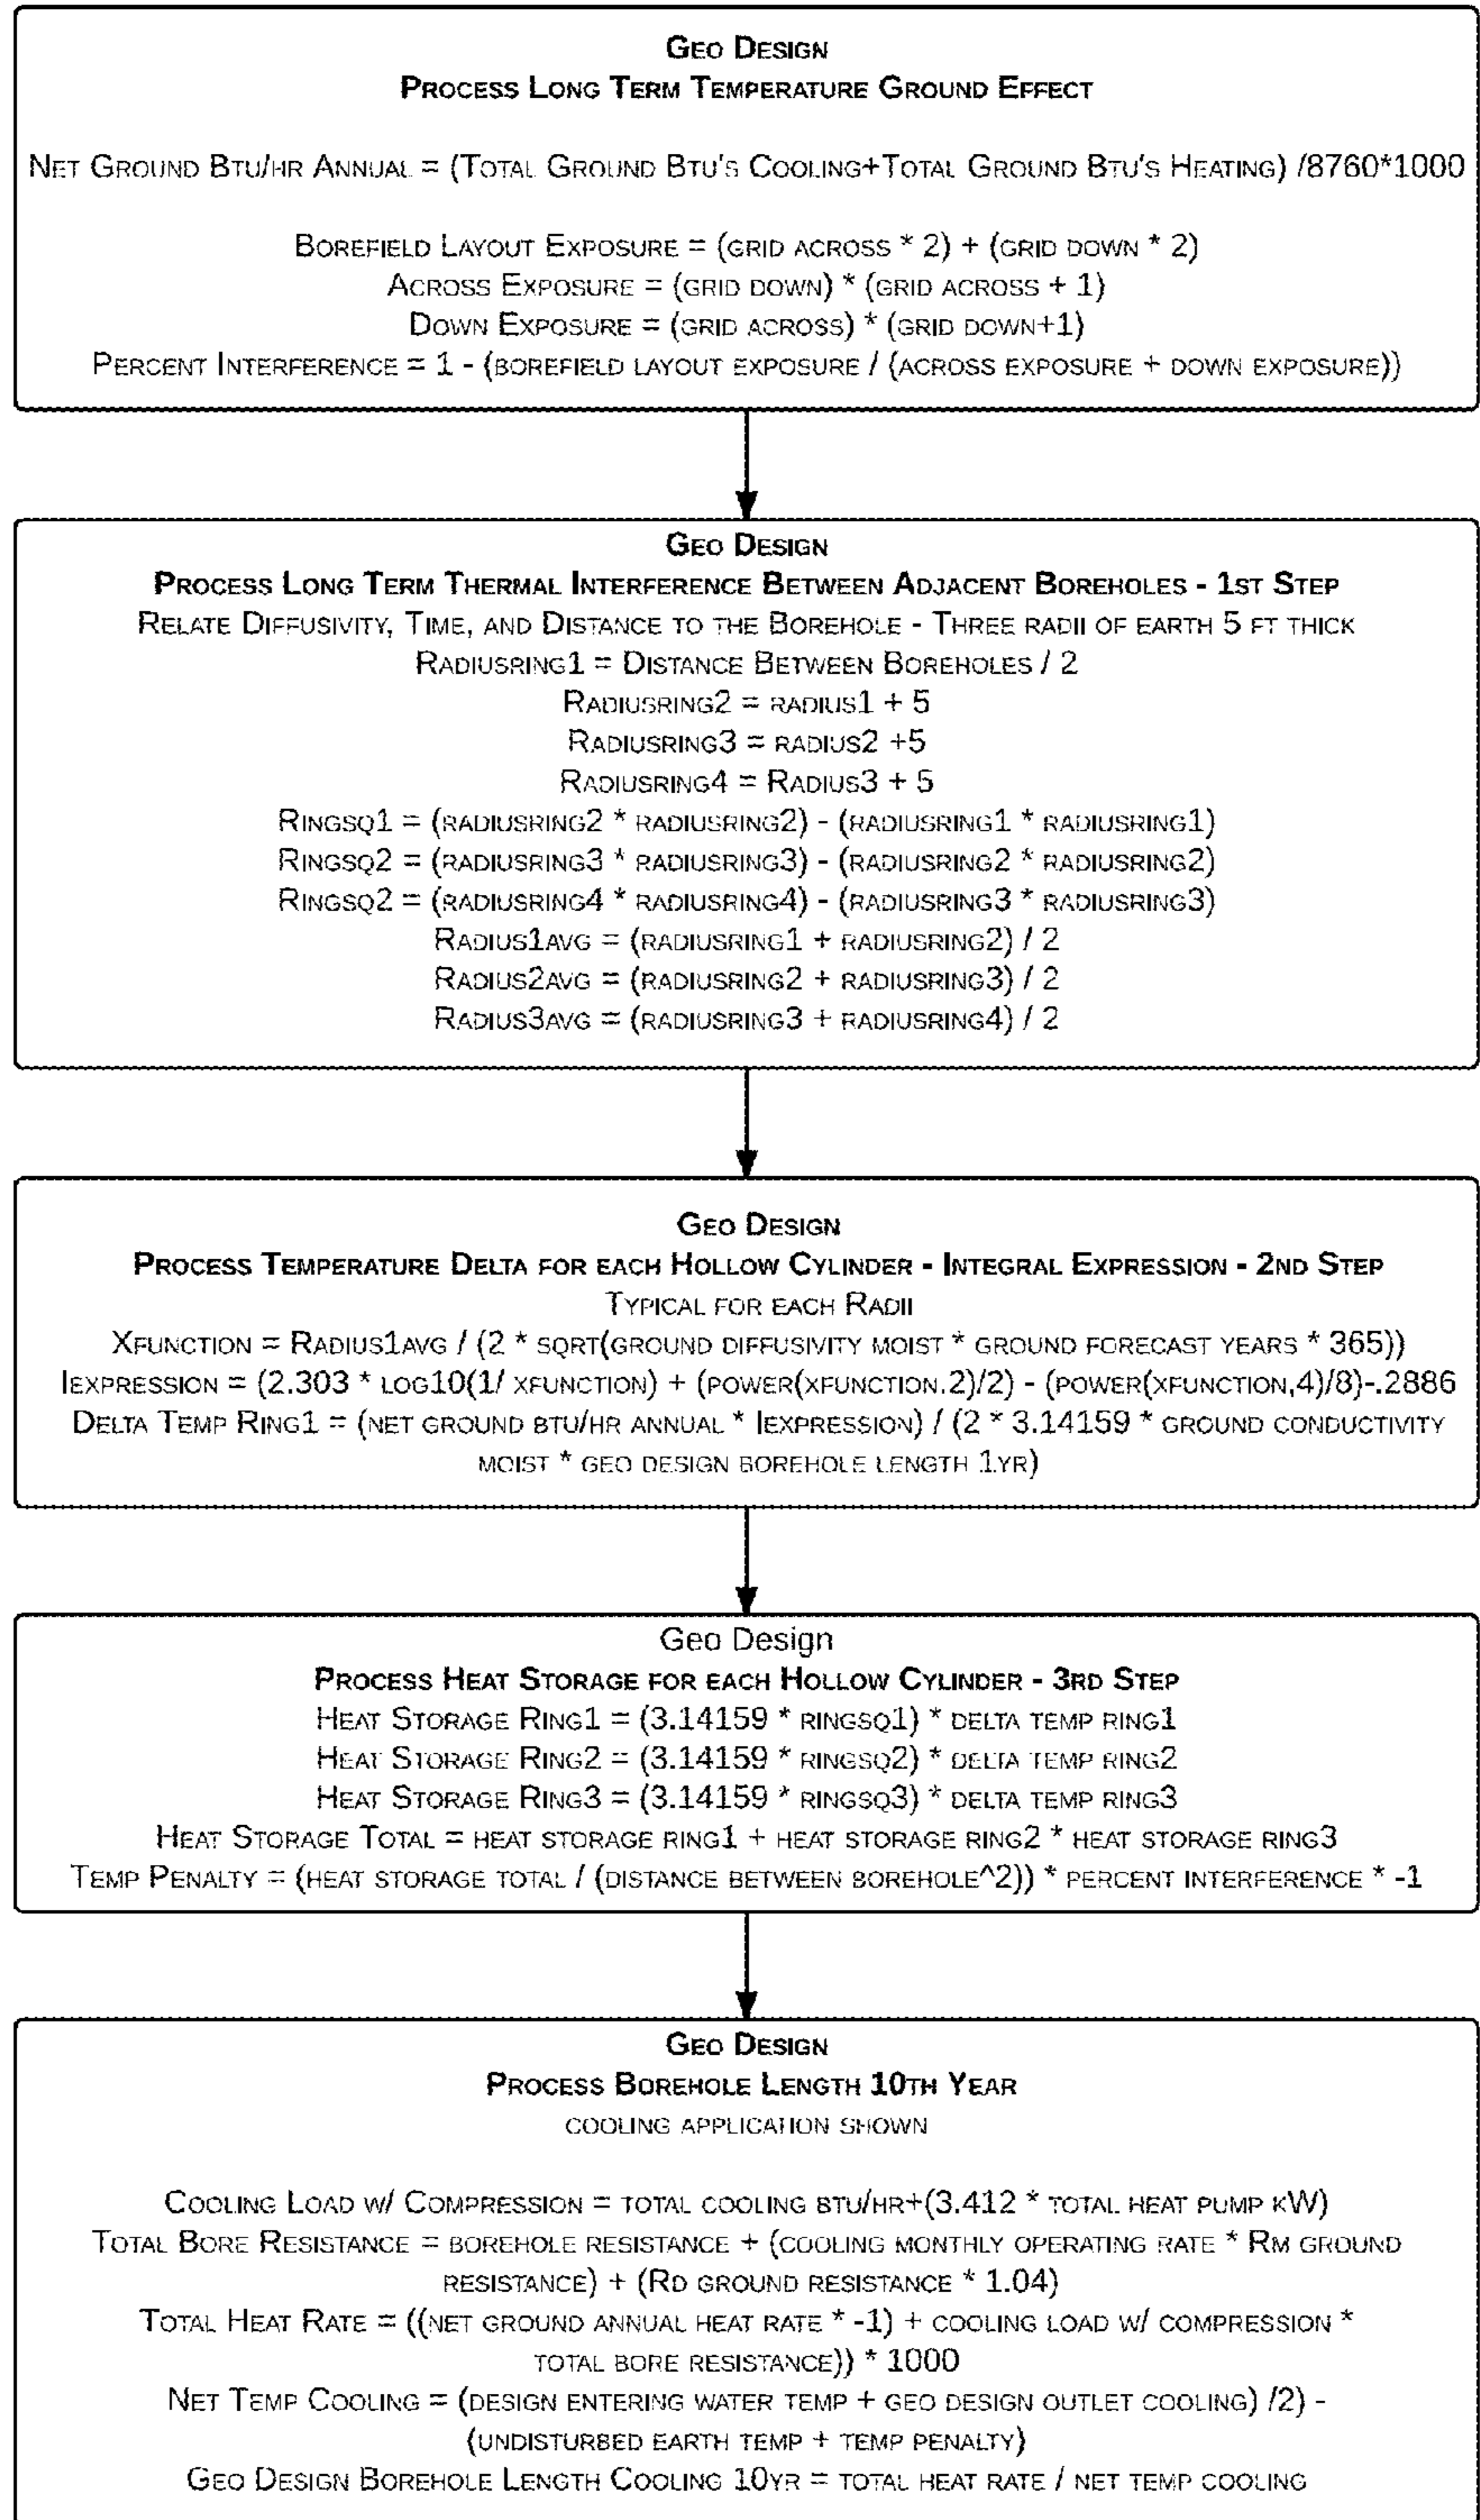 Geo Design
Process Long Term Temperature Ground Effect
Net Ground Btu/hr Annual = (Total Ground Btu's Cooling+Total Ground Btu's Heating) /8760*1000
Borefield Layout Exposure = (grid across * 2) + (grid down * 2)
Across Exposure = (grid down) * (grid across + 1)
Down Exposure = (grid across) * (grid down+1)
Percent Interference = 1 - (borefield layout exposure / (across exposure + down exposure))
Geo Design
Process Long Term Thermal Interference Between Adjacent Boreholes - 1st Step
Relate Diffusivity, Time, and Distance to the Borehole - Three radii of earth 5 ft thick
Radiusring1 = Distance Between Boreholes / 2
Radiusring2 = radius1 + 5
Radiusring3 = radius2 +5
Radiusring4 = Radius3 + 5
Ringsq1 = (radiusring2 * radiusring2) - (radiusring1 * radiusring1)
Ringsq2 = (radiusring3 * radiusring3) - (radiusring2 * radiusring2)
Ringsq2 = (radiusring4 * radiusring4) - (radiusring3 * radiusring3)
Radius1avg = (radiusring1 + radiusring2) / 2
Radius2avg = (radiusring2 + radiusring3) / 2
Radius3avg = (radiusring3 + radiusring4) / 2
Geo Design
Process Temperature Delta for each Hollow Cylinder - Integral Expression - 2nd Step
Typical for each Radii
Xfunction = Radius1avg / (2 * sqrt(ground diffusivity moist * ground forecast years * 365))
Iexpression = (2.303 * log10(1/ xfunction) + (power(xfunction.2)/2) - (power(xfunction,4)/8)-.2886
Delta Temp Ring1 = (net ground btu/hr annual * Iexpression) / (2 * 3.14159 * ground conductivity
moist * geo design borehole length 1yr)
Geo Design
Process Heat Storage for each Hollow Cylinder - 3rd Step
Heat Storage Ring1 = (3.14159 * ringsq1) * delta temp ring1
Heat Storage Ring2 = (3.14159 * ringsq2) * delta temp ring2
Heat Storage Ring3 = (3.14159 * ringsq3) * delta temp ring3
Heat Storage Total = heat storage ring1 + heat storage ring2 * heat storage ring3
Temp Penalty = (heat storage total / (distance between borehole^2)) * percent interference * -1
Geo Design
Process Borehole Length 10th Year
cooling application shown
Cooling Load w/ Compression = total cooling btu/hr+(3.412 * total heat pump kW)
Total Bore Resistance = borehole resistance + (cooling monthly operating rate * Rm ground
resistance) + (Rd ground resistance * 1.04)
Total Heat Rate = ((net ground annual heat rate * -1) + cooling load w/ compression *
total bore resistance)) * 1000
Net Temp Cooling = (design entering water temp + geo design outlet cooling) /2) -
(undisturbed earth temp + temp penalty)
Geo Design Borehole Length Cooling 10yr = total heat rate / net temp cooling